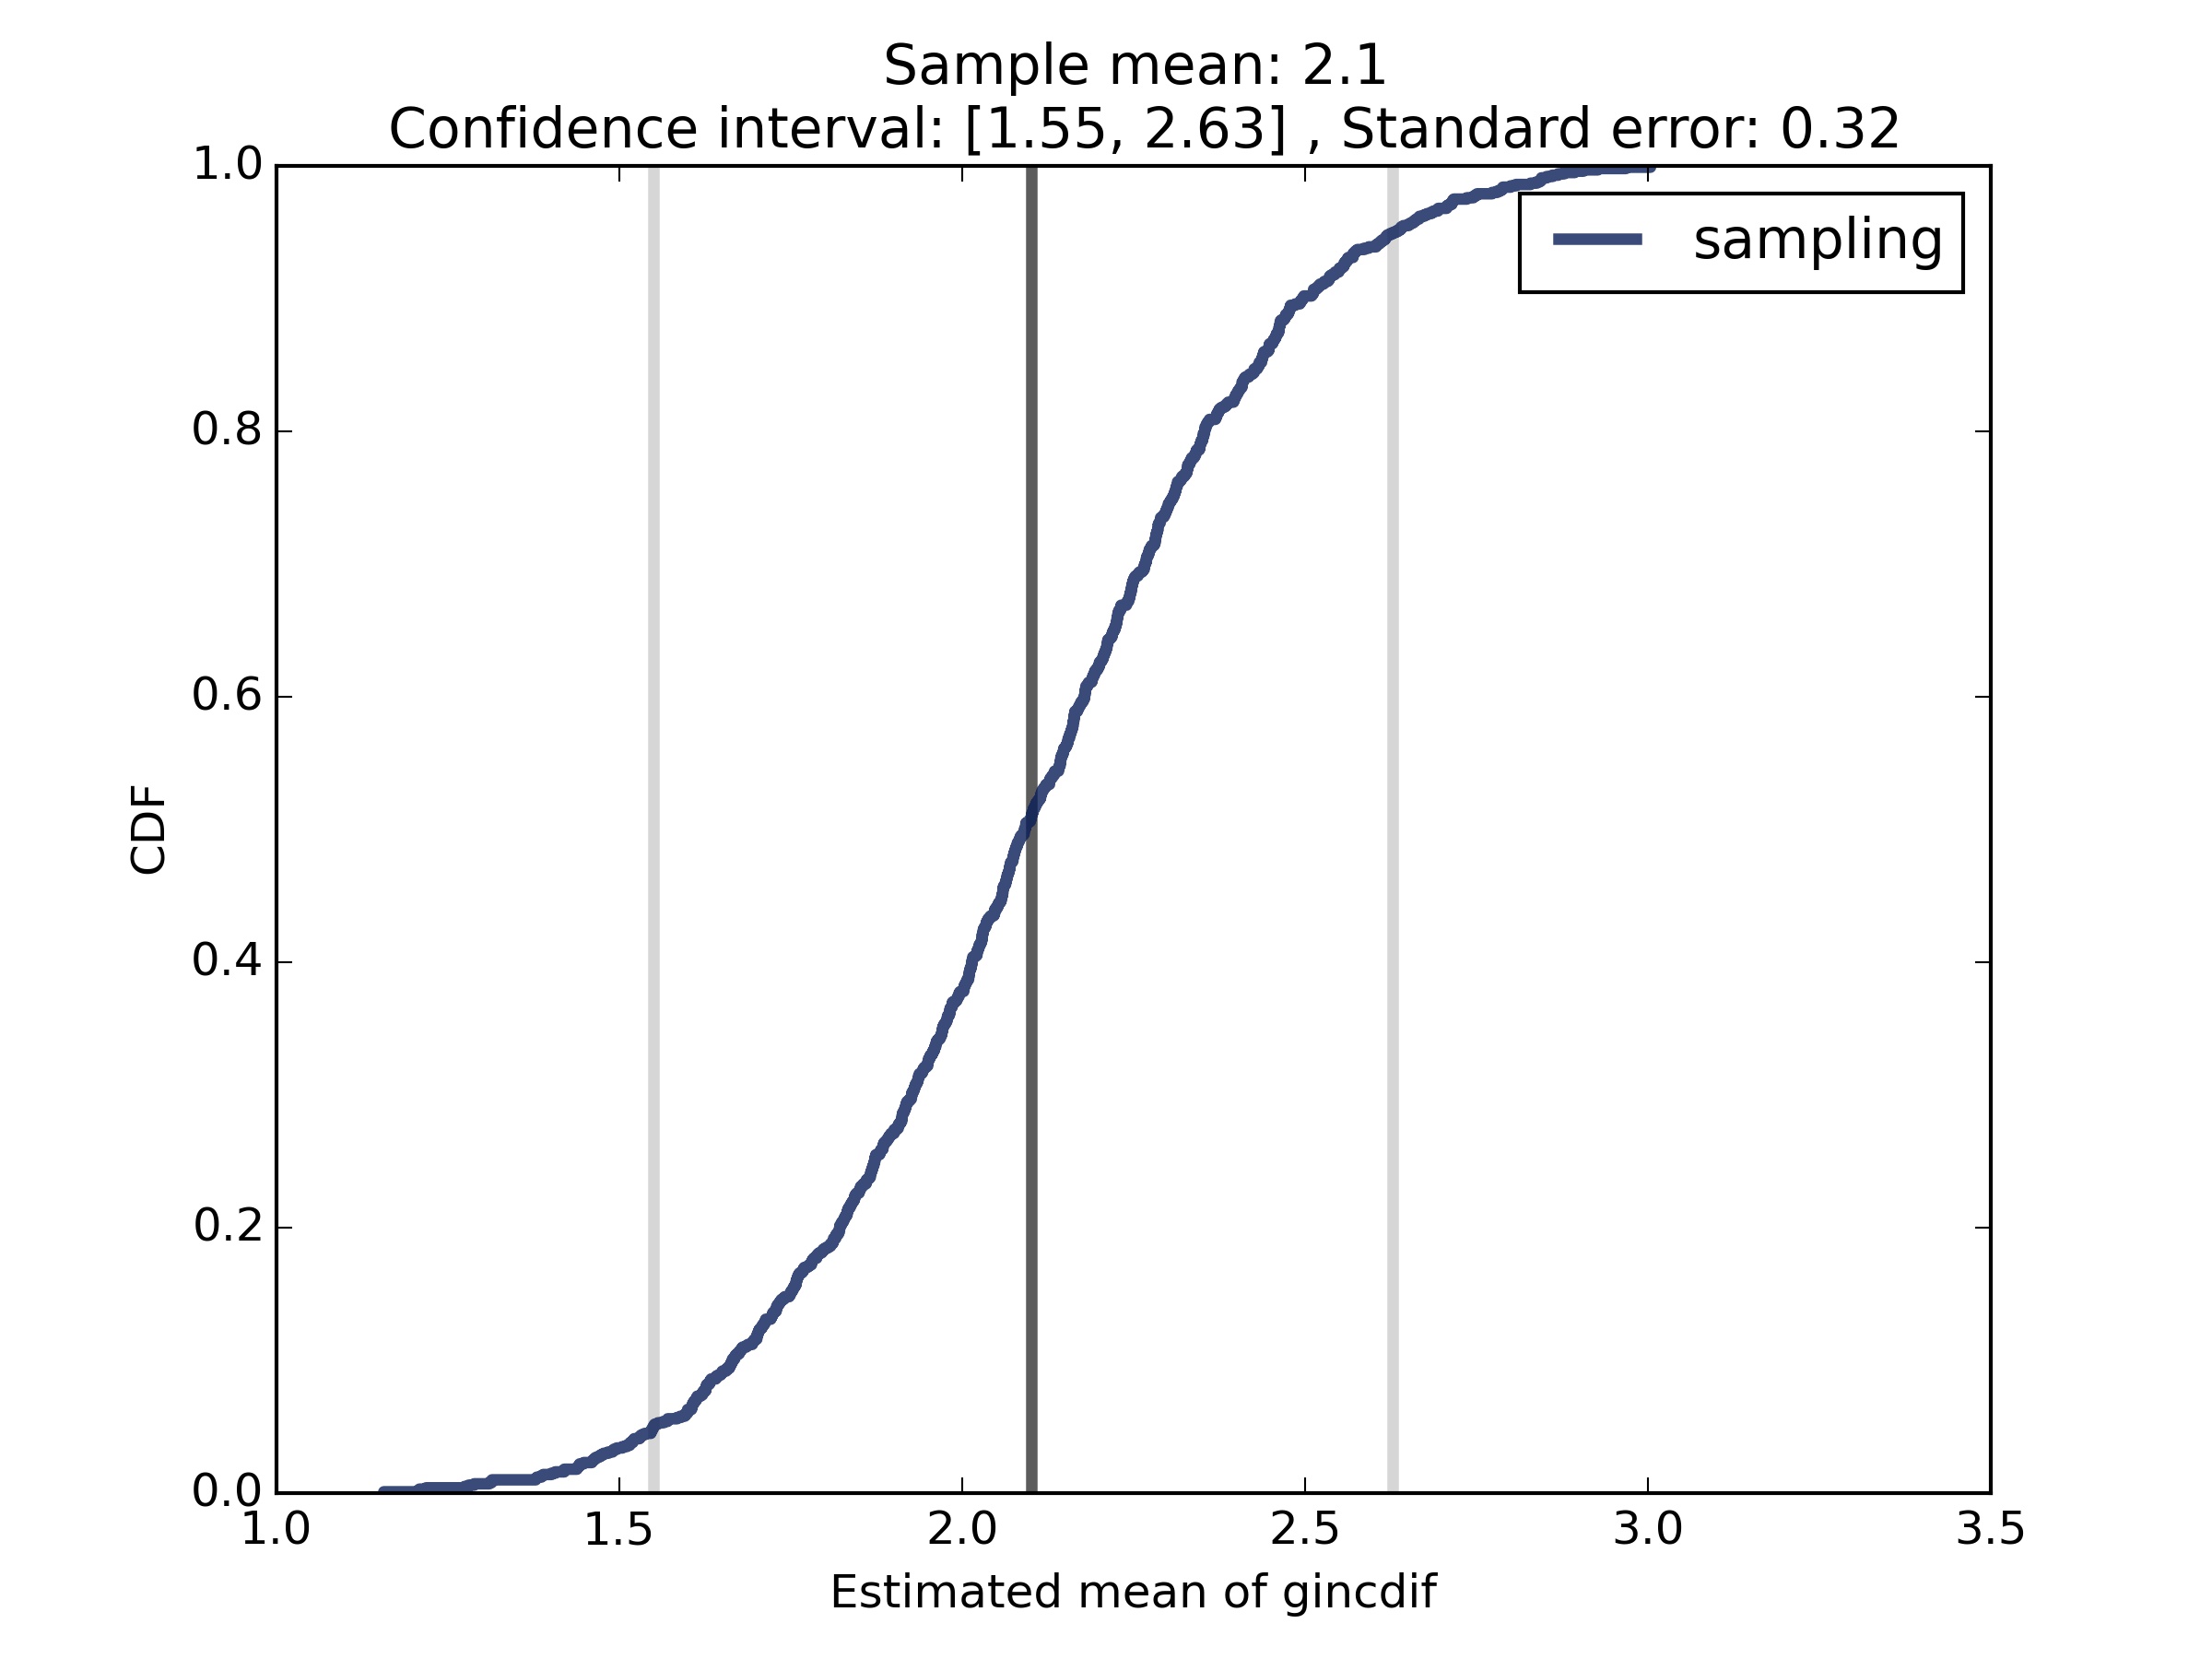 Sample mean: 2.1
Confidence interval: [1.55, 2.63] , Standard error: 0.32
1.0
0.8
0.6
0.4
0.2
0.0
CDF
sampling
1.0 1.5 2.0 2.5 3.0 3.5
Estimated mean of gincdif